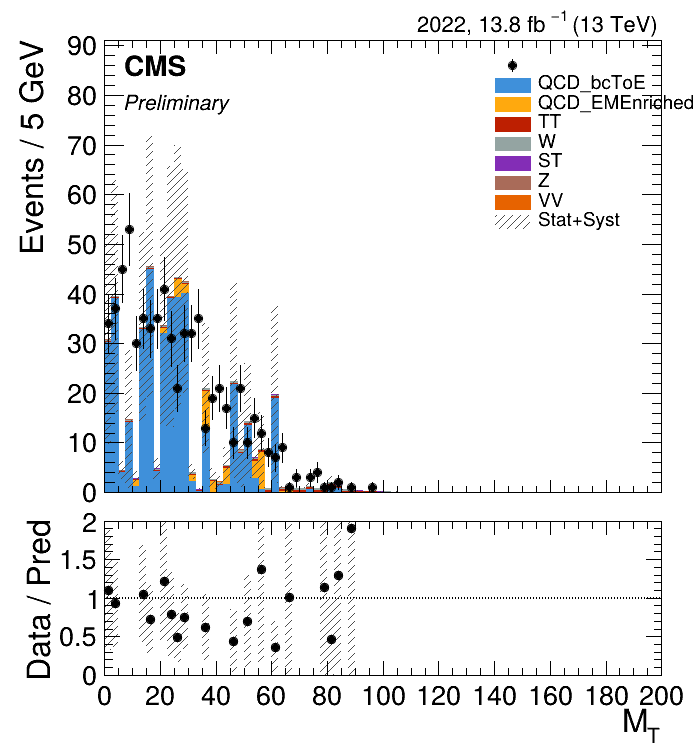 2022, 13.8 fb⁻¹ (13 TeV)
CMS
Preliminary
Events / 5 GeV
90
80
70
60
50
40
30
20
10
0
QCD_bcToE
QCD_EMEnriched
TT
W
ST
Z
VV
Stat+Syst
Data / Pred
2
1.5
1
0.5
0
0 20 40 60 80 100 120 140 160 180 200
M_T